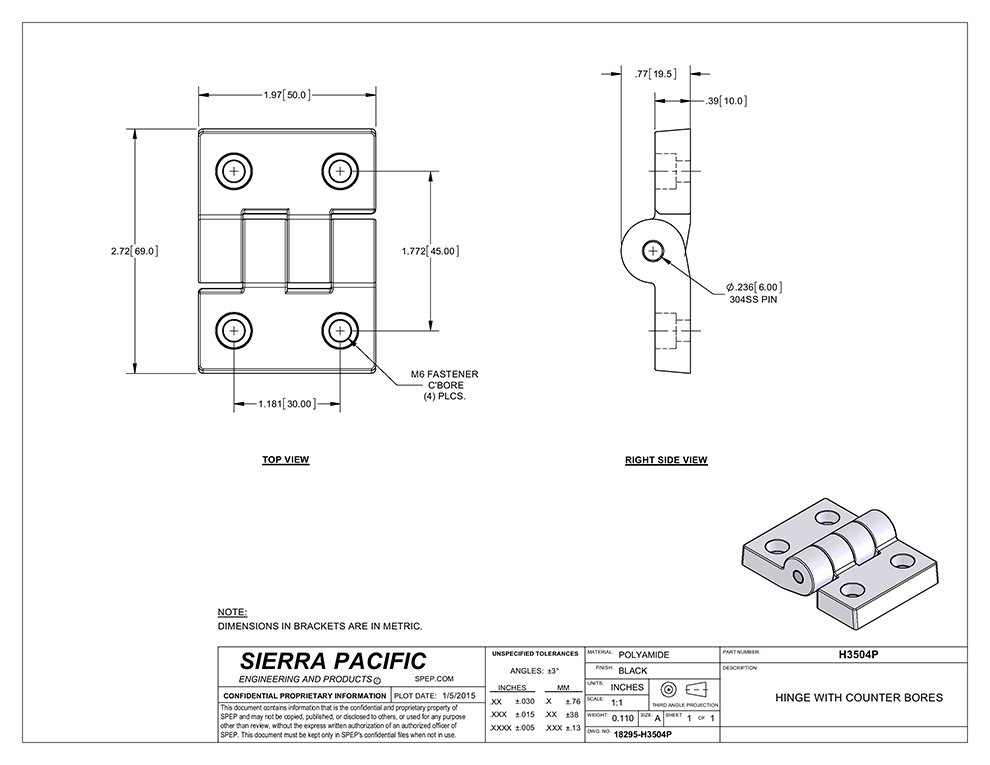 .77[19.5]
1.97[50.0]
.39[10.0]
2.72[69.0]
1.772[45.00]
Ø.236[6.00]
304SS PIN
M6 FASTENER
C'BORE
(4) PLCS.
1.181[30.00]
TOP VIEW
RIGHT SIDE VIEW
NOTE:
DIMENSIONS IN BRACKETS ARE IN METRIC.
SIERRA PACIFIC
ENGINEERING AND PRODUCTS C
SPEP.COM
CONFIDENTIAL PROPRIETARY INFORMATION
PLOT DATE: 1/5/2015
This document contains information that is the confidential and proprietary property of
SPEP and may not be copied, published, or disclosed to others, or used for any purpose
other than review, without the express written authorization of an authorized officer of
SPEP. This document must be kept only in SPEP's confidential files when not in use.
UNSPECIFIED TOLERANCES
ANGLES: ±3°
INCHES MM
.XX ±.030 .X ±.76
.XXX ±.015 .XX ±38
.XXXX ±.005 .XXX ±.13
MATERIAL: POLYAMIDE
FINISH: BLACK
UNITS: INCHES
SCALE: 1:1
THIRD ANGLE PROJECTION
WEIGHT: 0.110 SIZE A SHEET 1 OF 1
DWG. NO. 18295-H3504P
PART NUMBER: H3504P
DESCRIPTION:
HINGE WITH COUNTER BORES